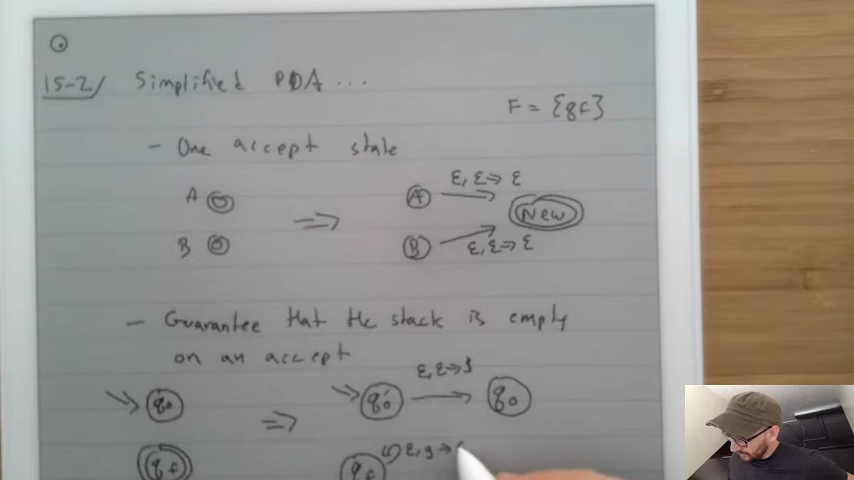 15-2/ Simplified PDA ...
F = {qf}
- One accept state
A A ε, ε → ε New
B ⇒ B ε, ε → ε
- Guarantee that the stack is empty
on an accept
ε, ε → $
q0 ⇒ q0' q0
qf qf ε, g →